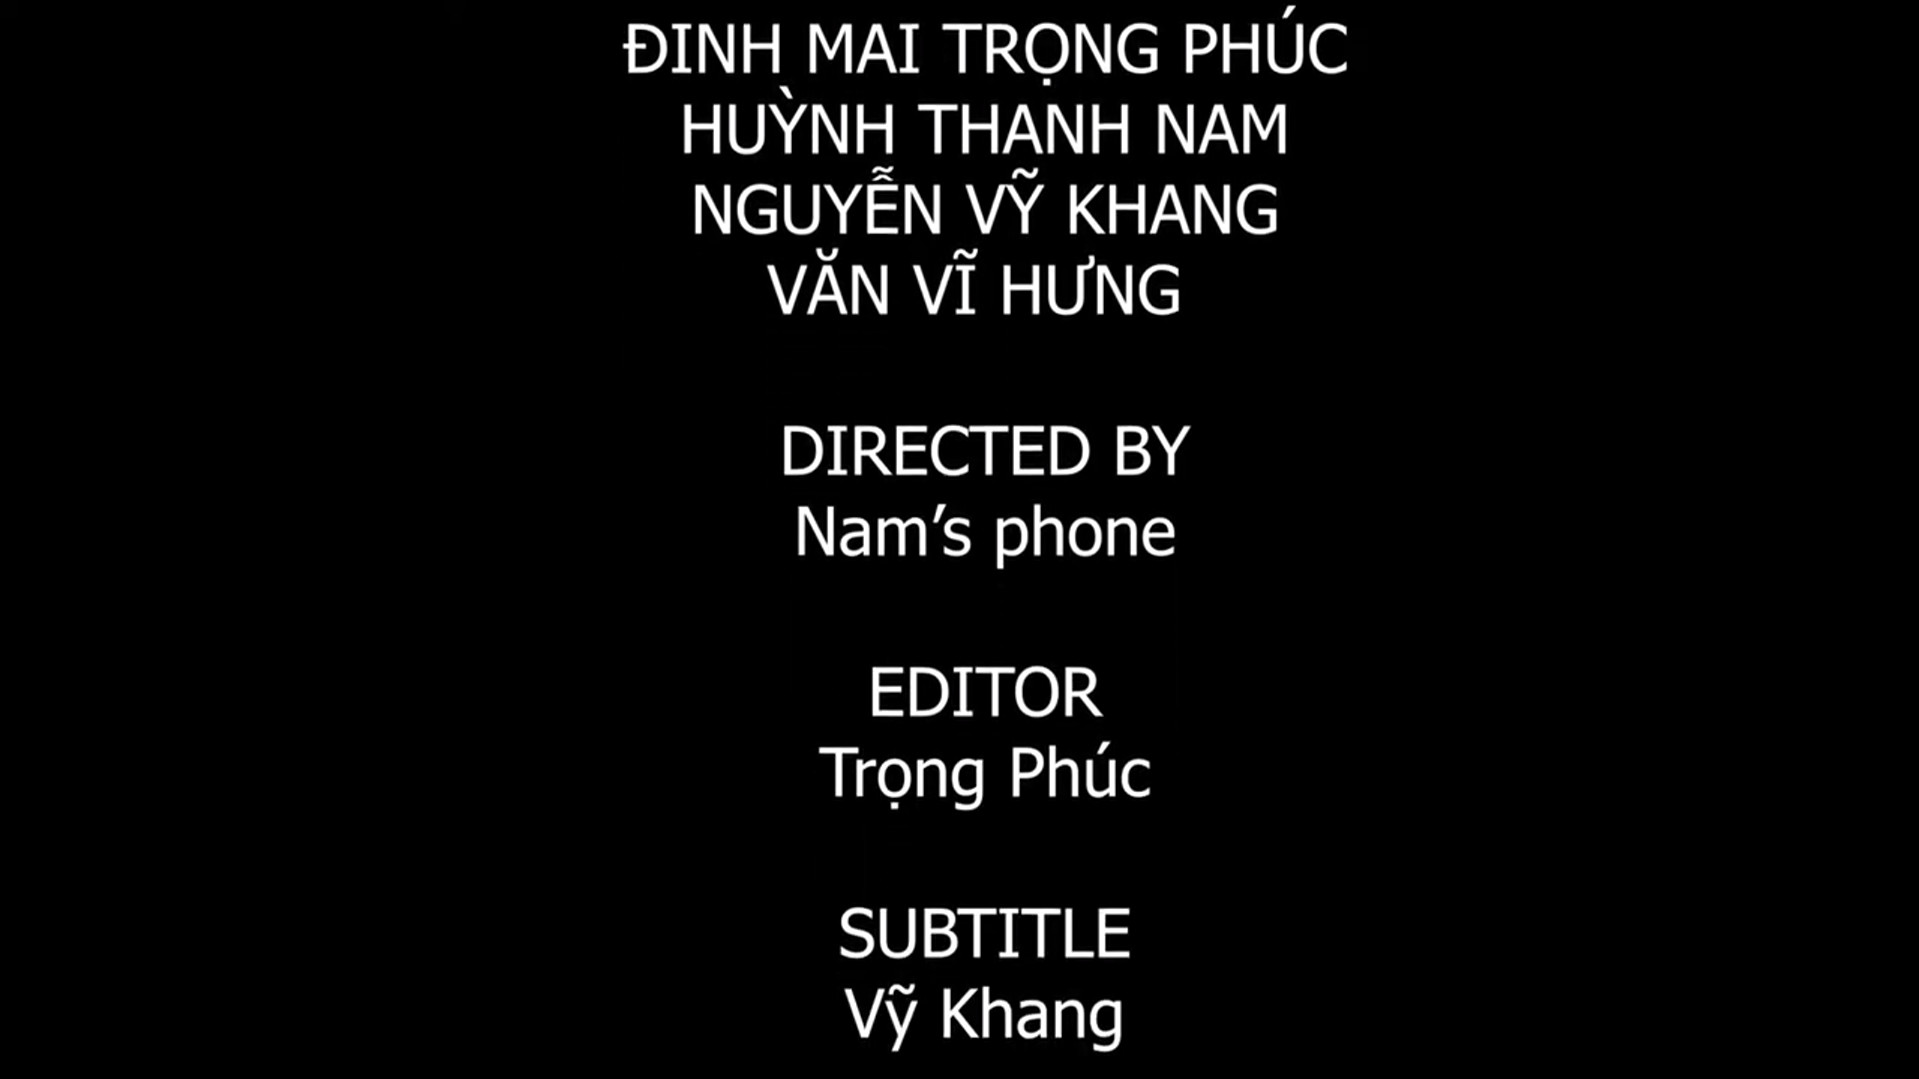 ĐINH MAI TRỌNG PHÚC
HUỲNH THANH NAM
NGUYỄN VỸ KHANG
VĂN VĨ HƯNG
DIRECTED BY
Nam’s phone
EDITOR
Trọng Phúc
SUBTITLE
Vỹ Khang